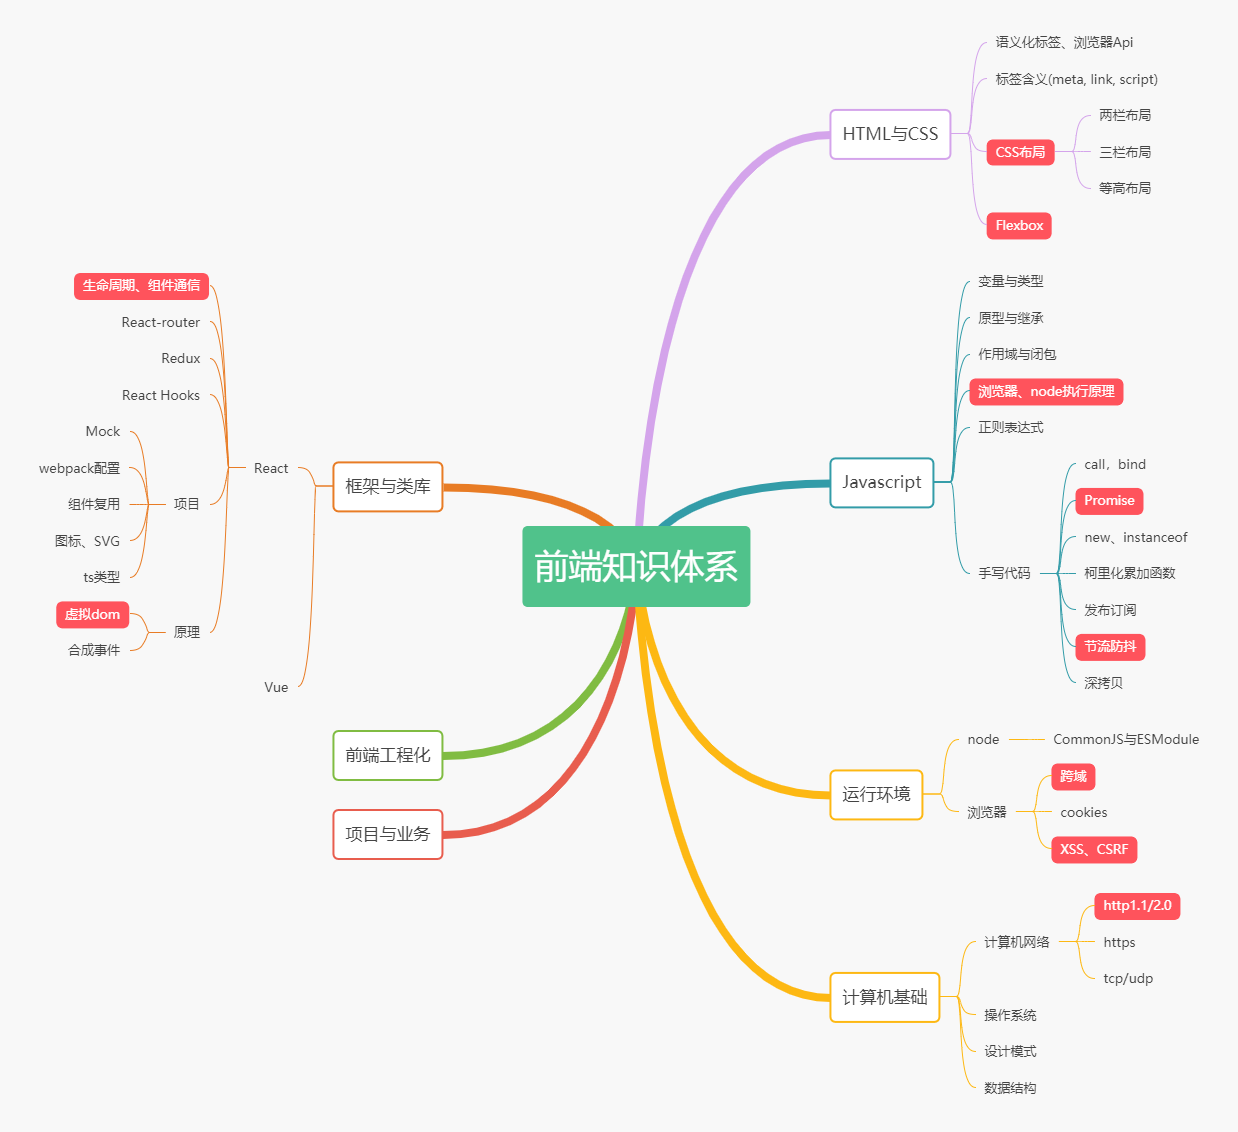 前端知识体系
HTML与CSS
语义化标签、浏览器Api
标签含义(meta, link, script)
CSS布局
两栏布局
三栏布局
等高布局
Flexbox
Javascript
变量与类型
原型与继承
作用域与闭包
浏览器、node执行原理
正则表达式
手写代码
call，bind
Promise
new、instanceof
柯里化累加函数
发布订阅
节流防抖
深拷贝
运行环境
node
CommonJS与ESModule
浏览器
跨域
cookies
XSS、CSRF
计算机基础
计算机网络
http1.1/2.0
https
tcp/udp
操作系统
设计模式
数据结构
框架与类库
React
生命周期、组件通信
React-router
Redux
React Hooks
项目
Mock
webpack配置
组件复用
图标、SVG
ts类型
原理
虚拟dom
合成事件
Vue
前端工程化
项目与业务